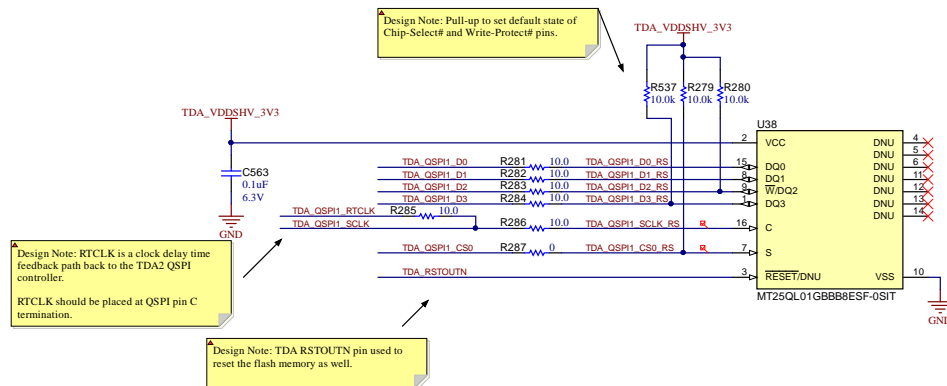 Design Note: Pull-up to set default state of
Chip-Select# and Write-Protect# pins.
TDA_VDDSHV_3V3
R537 R279 R280
10.0k 10.0k 10.0k
TDA_VDDSHV_3V3
U38
2 VCC DNU 4
DNU 5
TDA_QSPI1_D0 R281 10.0 TDA_QSPI1_D0_RS 15 DQ0 DNU 6
TDA_QSPI1_D1 R282 10.0 TDA_QSPI1_D1_RS 8 DQ1 DNU 11
TDA_QSPI1_D2 R283 10.0 TDA_QSPI1_D2_RS 9 W/DQ2 DNU 12
TDA_QSPI1_D3 R284 10.0 TDA_QSPI1_D3_RS 1 DQ3 DNU 13
DNU 14
C563
0.1uF
6.3V
GND
TDA_QSPI1_RTCLK R285 10.0
TDA_QSPI1_SCLK R286 10.0 TDA_QSPI1_SCLK_RS 16 C
TDA_QSPI1_CS0 R287 0 TDA_QSPI1_CS0_RS 7 S
TDA_RSTOUTN 3 RESET/DNU VSS 10
MT25QL01GBBB8ESF-0SIT
GND
Design Note: RTCLK is a clock delay time
feedback path back to the TDA2 QSPI
controller.
RTCLK should be placed at QSPI pin C
termination.
Design Note: TDA RSTOUTN pin used to
reset the flash memory as well.